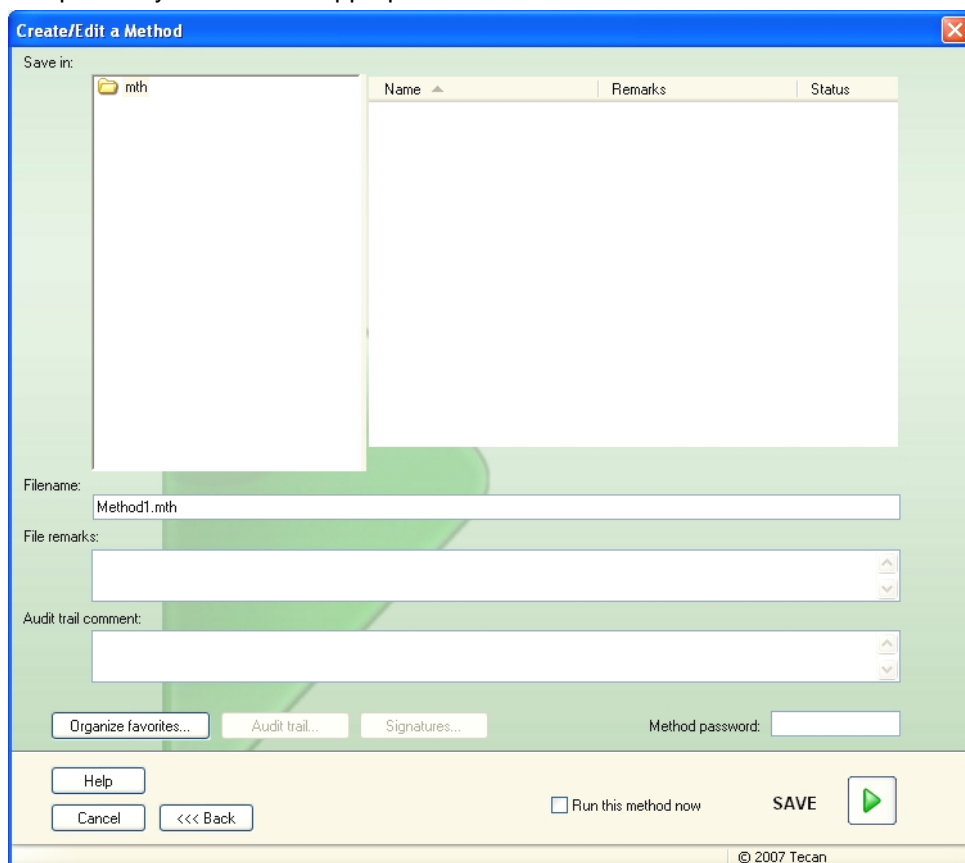 Create/Edit a Method
Save in:
mth
Name Remarks Status
Filename:
Method1.mth
File remarks:
Audit trail comment:
Organize favorites... Audit trail... Signatures... Method password:
Help
Cancel <<< Back Run this method now SAVE
© 2007 Tecan